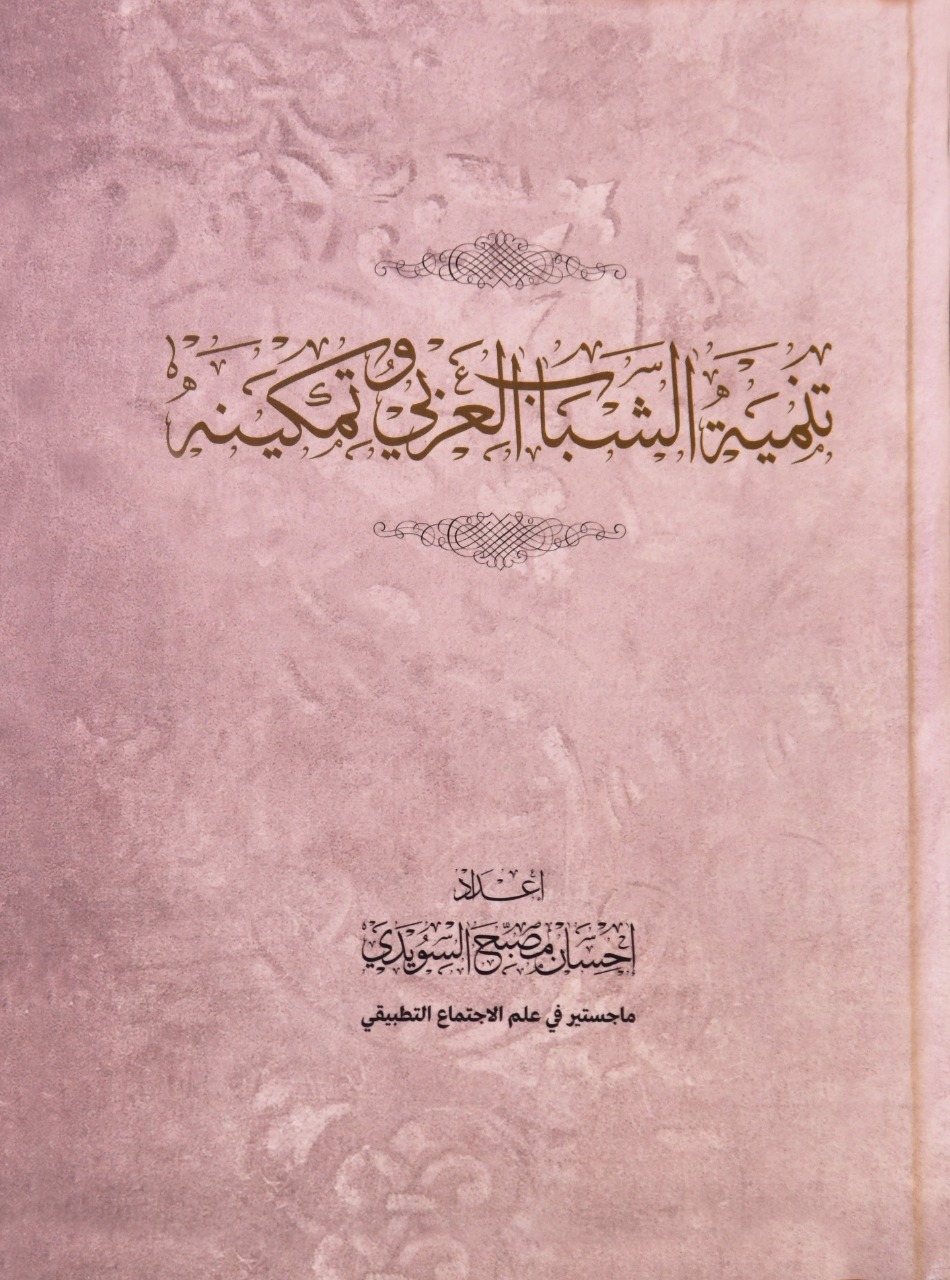 تنمية الشباب العربي وتمكينه
إعداد
إحسان مصبح السويدي
ماجستير في علم الاجتماع التطبيقي